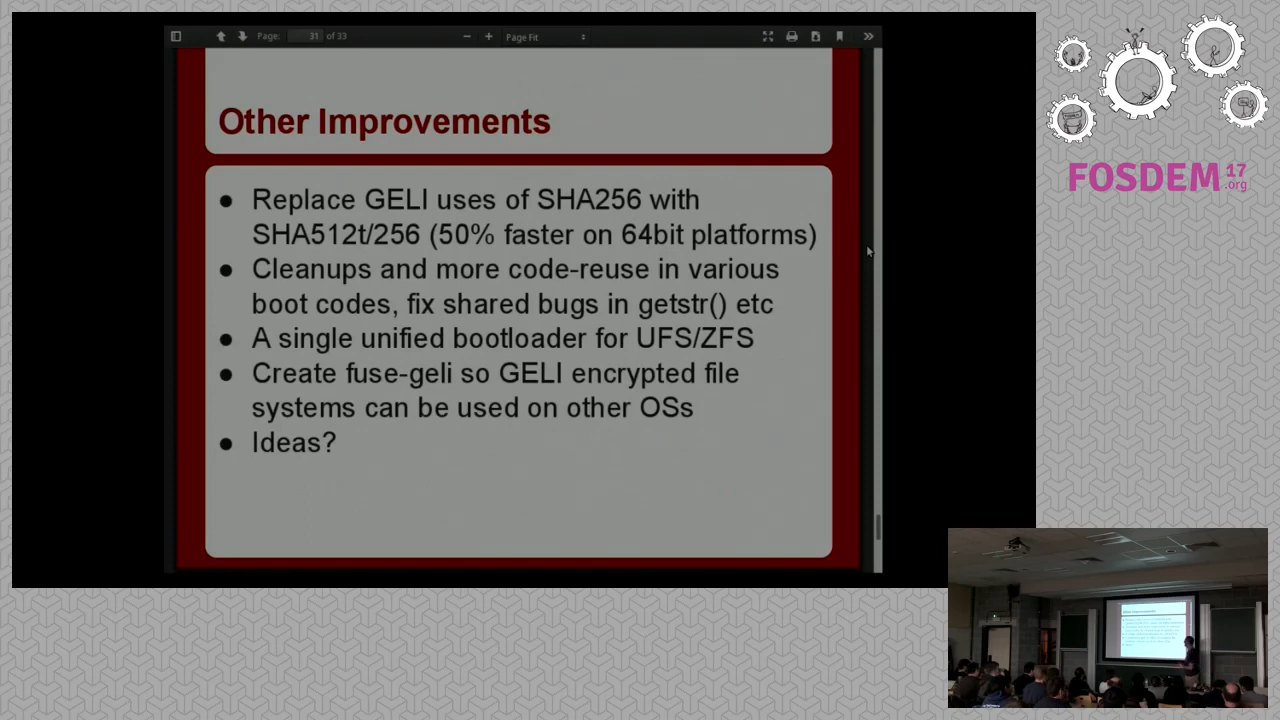 Page: 31 of 33
Page Fit
Other Improvements
● Replace GELI uses of SHA256 with
SHA512t/256 (50% faster on 64bit platforms)
● Cleanups and more code-reuse in various
boot codes, fix shared bugs in getstr() etc
● A single unified bootloader for UFS/ZFS
● Create fuse-geli so GELI encrypted file
systems can be used on other OSs
● Ideas?
FOSDEM 17
.org
Other Improvements